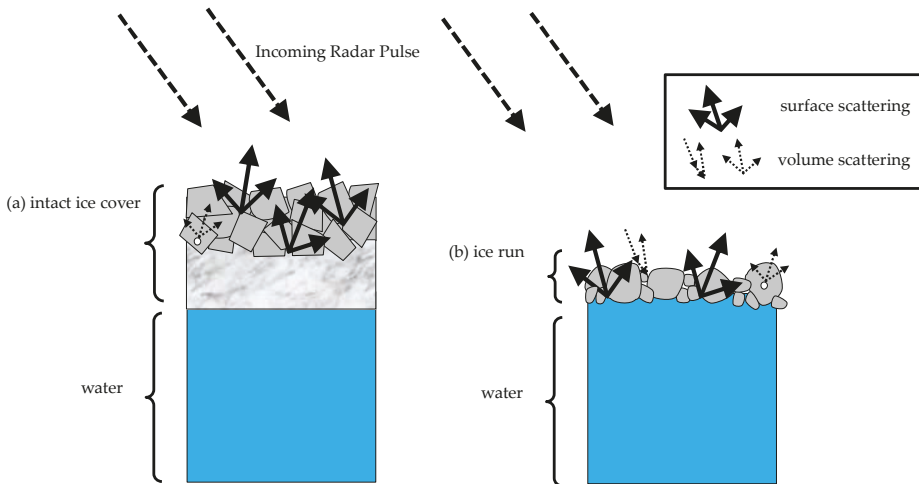 Incoming Radar Pulse
surface scattering
volume scattering
(a) intact ice cover
(b) ice run
water
water